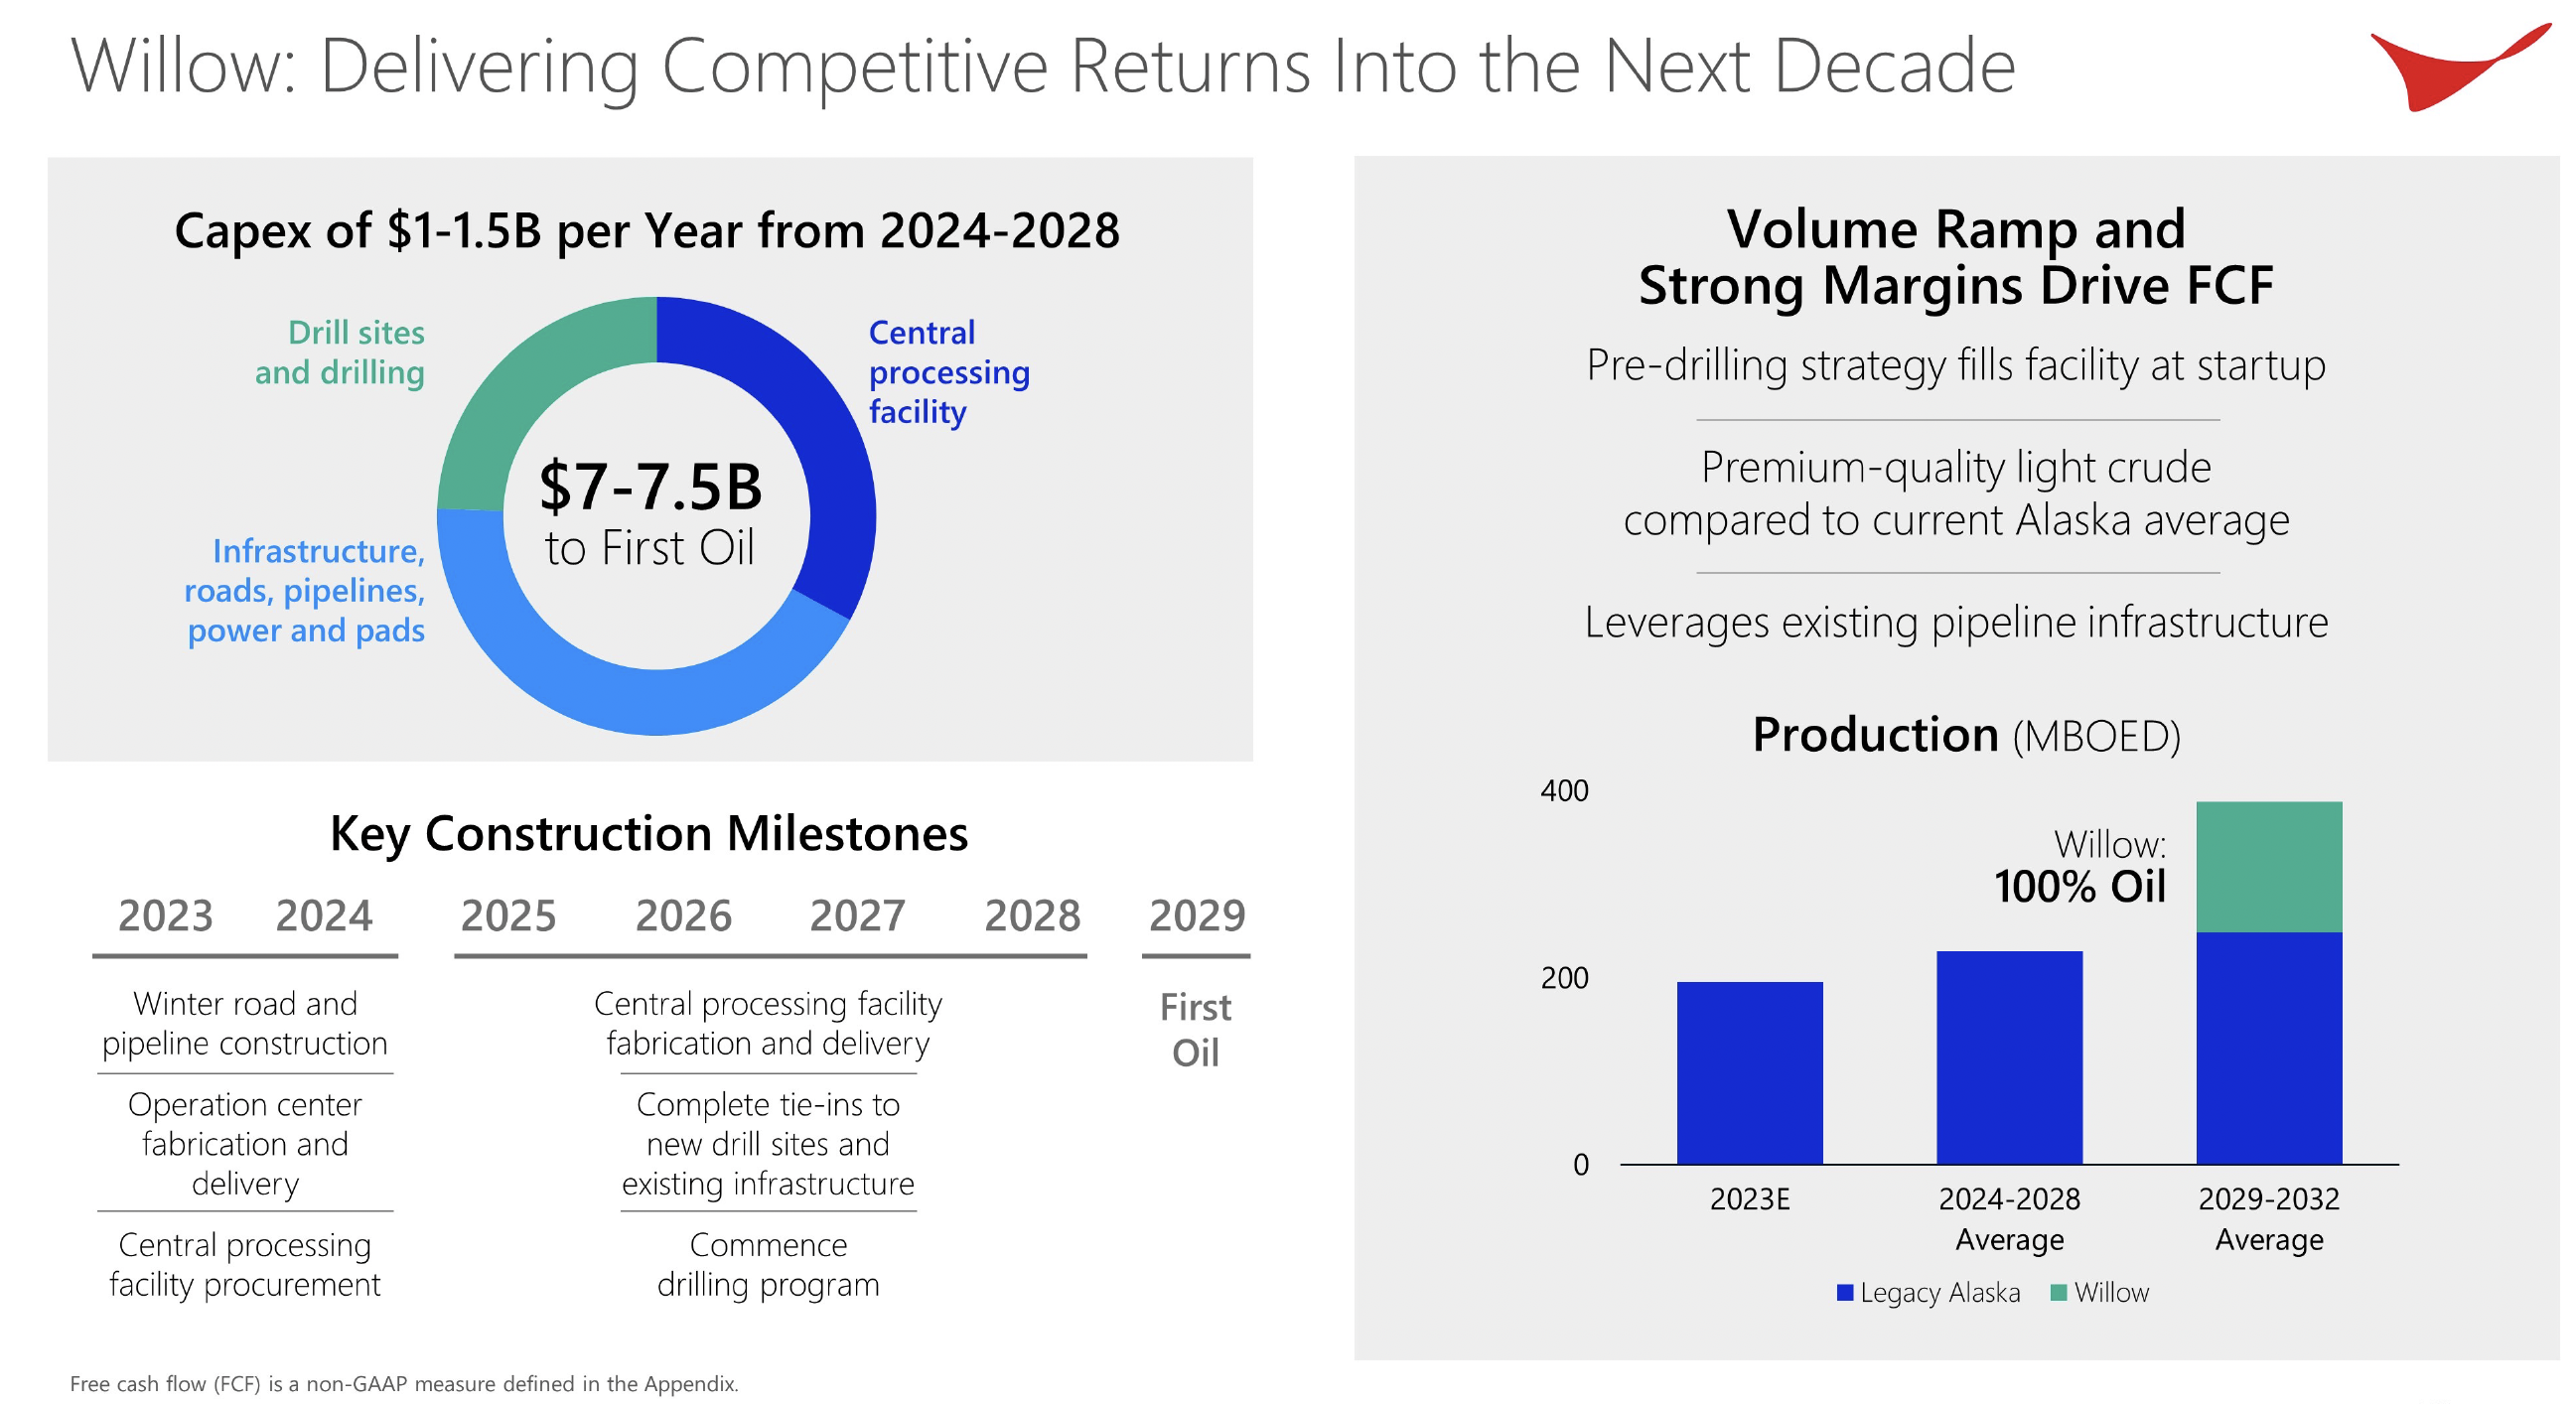 Willow: Delivering Competitive Returns Into the Next Decade
Capex of $1-1.5B per Year from 2024-2028
Drill sites
and drilling
Central
processing
facility
$7-7.5B
to First Oil
Infrastructure,
roads, pipelines,
power and pads
Key Construction Milestones
2023 2024 2025 2026 2027 2028 2029
Winter road and
pipeline construction
Operation center
fabrication and
delivery
Central processing
facility procurement
Central processing facility
fabrication and delivery
Complete tie-ins to
new drill sites and
existing infrastructure
Commence
drilling program
First
Oil
Volume Ramp and
Strong Margins Drive FCF
Pre-drilling strategy fills facility at startup
Premium-quality light crude
compared to current Alaska average
Leverages existing pipeline infrastructure
Production (MBOED)
400
200
0
Willow:
100% Oil
2023E
2024-2028
Average
2029-2032
Average
Legacy Alaska Willow
Free cash flow (FCF) is a non-GAAP measure defined in the Appendix.